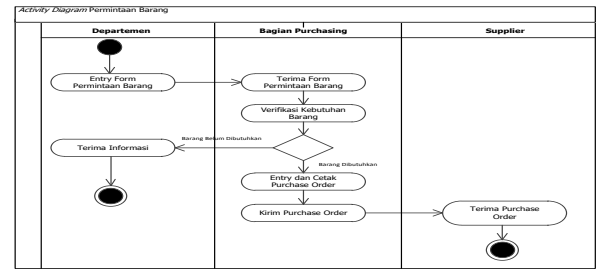 Activity Diagram Permintaan Barang
Departemen
Bagian Purchasing
Supplier
Entry Form
Permintaan Barang
Terima Form
Permintaan Barang
Verifikasi Kebutuhan
Barang
Barang Belum Dibutuhkan
Terima Informasi
Barang Dibutuhkan
Entry dan Cetak
Purchase Order
Kirim Purchase Order
Terima Purchase
Order